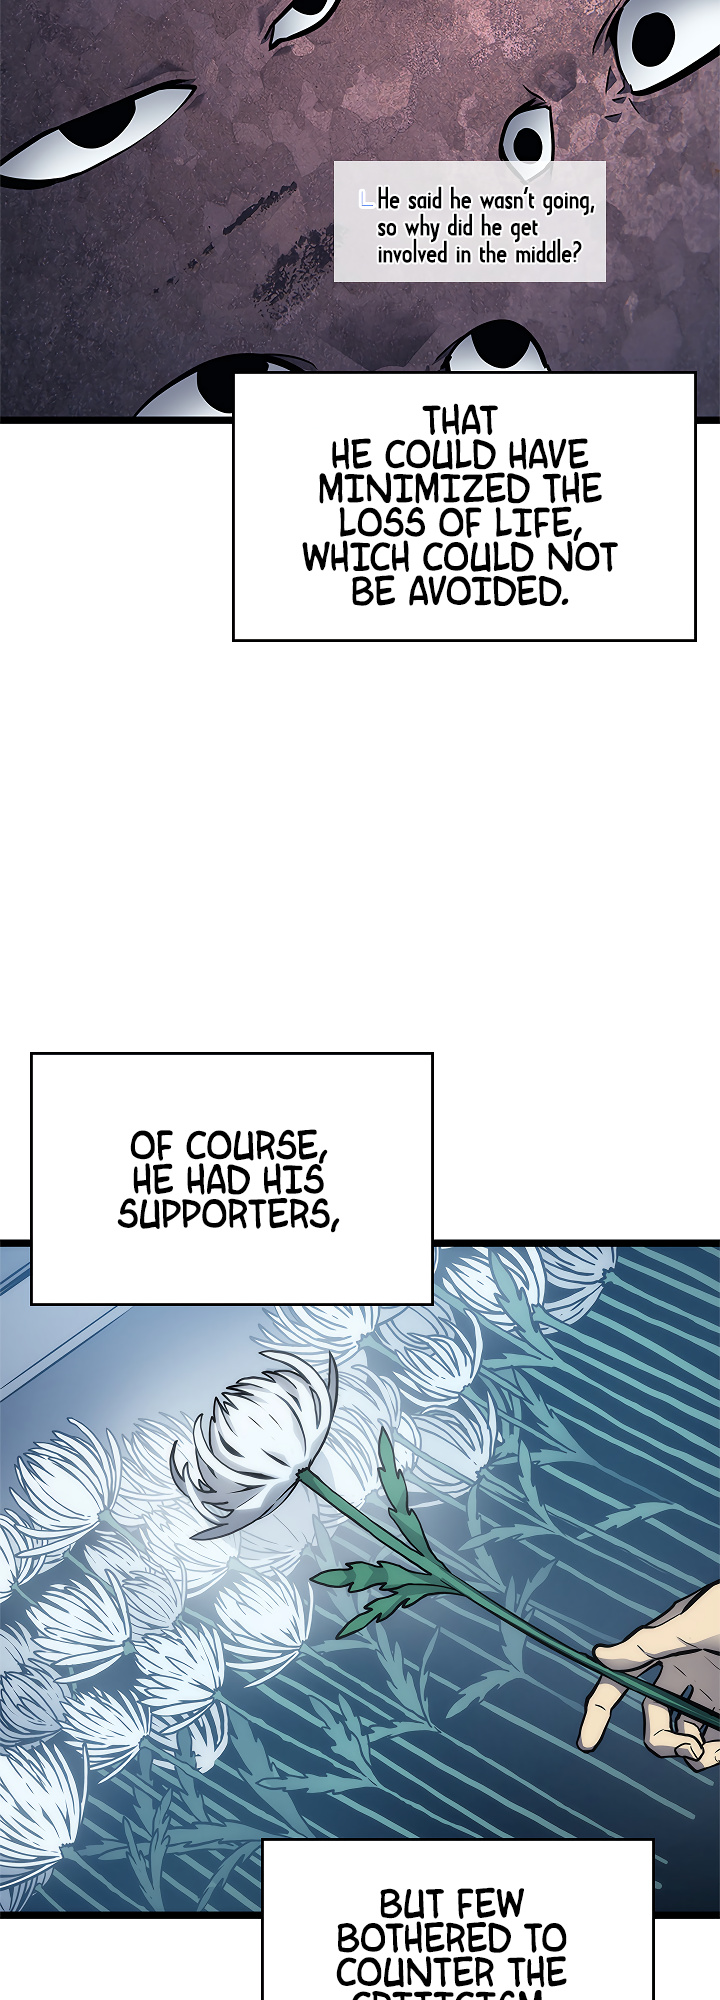 He said he wasn't going,
so why did he get
involved in the middle?
THAT
HE COULD HAVE
MINIMIZED THE
LOSS OF LIFE,
WHICH COULD NOT
BE AVOIDED.
OF COURSE,
HE HAD HIS
SUPPORTERS,
BUT FEW
BOTHERED TO
COUNTER THE
CRITICISM